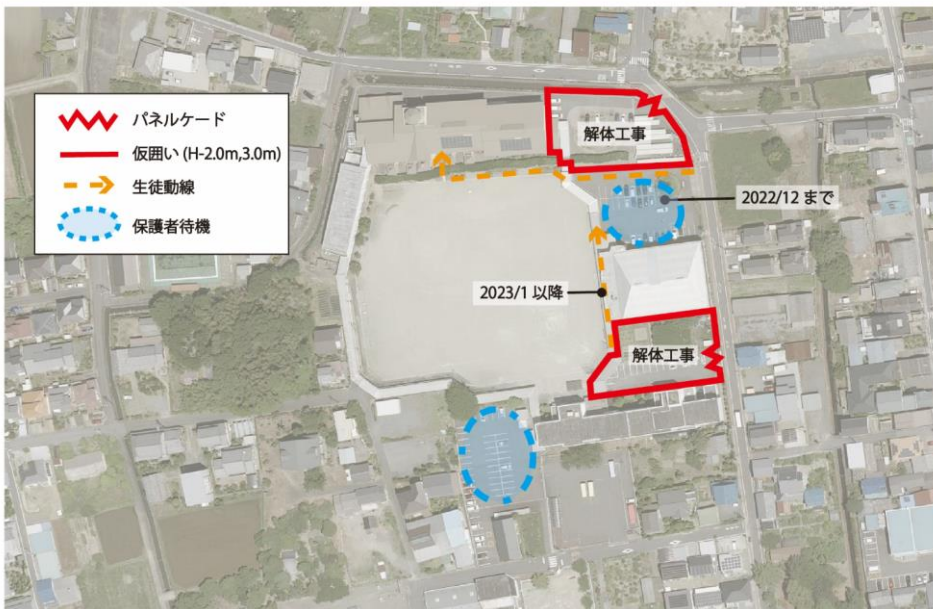 パネルケード
仮囲い (H-2.0m,3.0m)
生徒動線
保護者待機
解体工事
2022/12 まで
2023/1 以降
解体工事